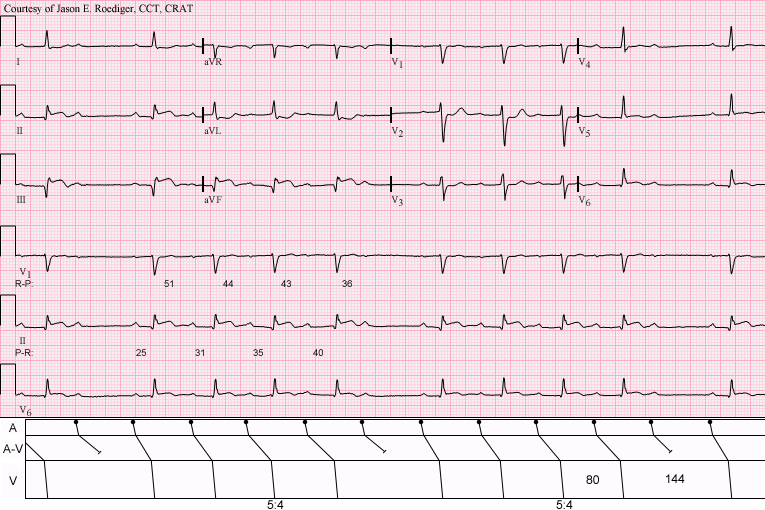 Courtesy of Jason E. Roediger, CCT, CRAT
I aVR V1 V4
II aVL V2 V5
III aVF V3 V6
V1
R-P: 51 44 43 36
II
P-R: 25 31 35 40
V6
A
A-V
V 80 144
5:4 5:4